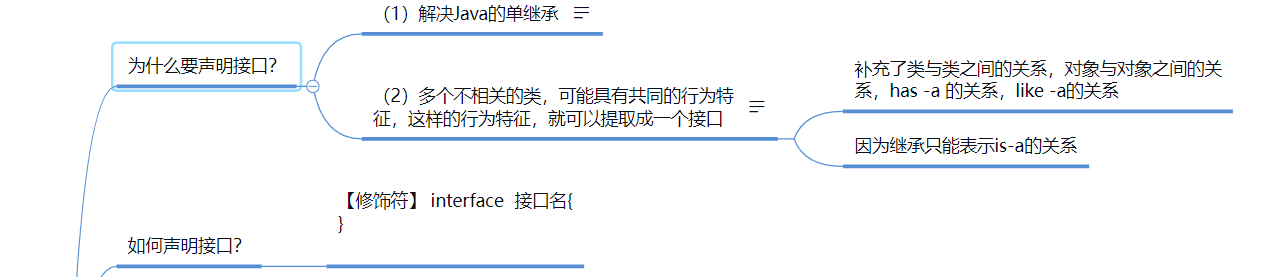 （1）解决Java的单继承
为什么要声明接口？
（2）多个不相关的类，可能具有共同的行为特
征，这样的行为特征，就可以提取成一个接口
补充了类与类之间的关系，对象与对象之间的关
系，has -a 的关系，like -a的关系
因为继承只能表示is-a的关系
如何声明接口？
【修饰符】 interface 接口名{
}